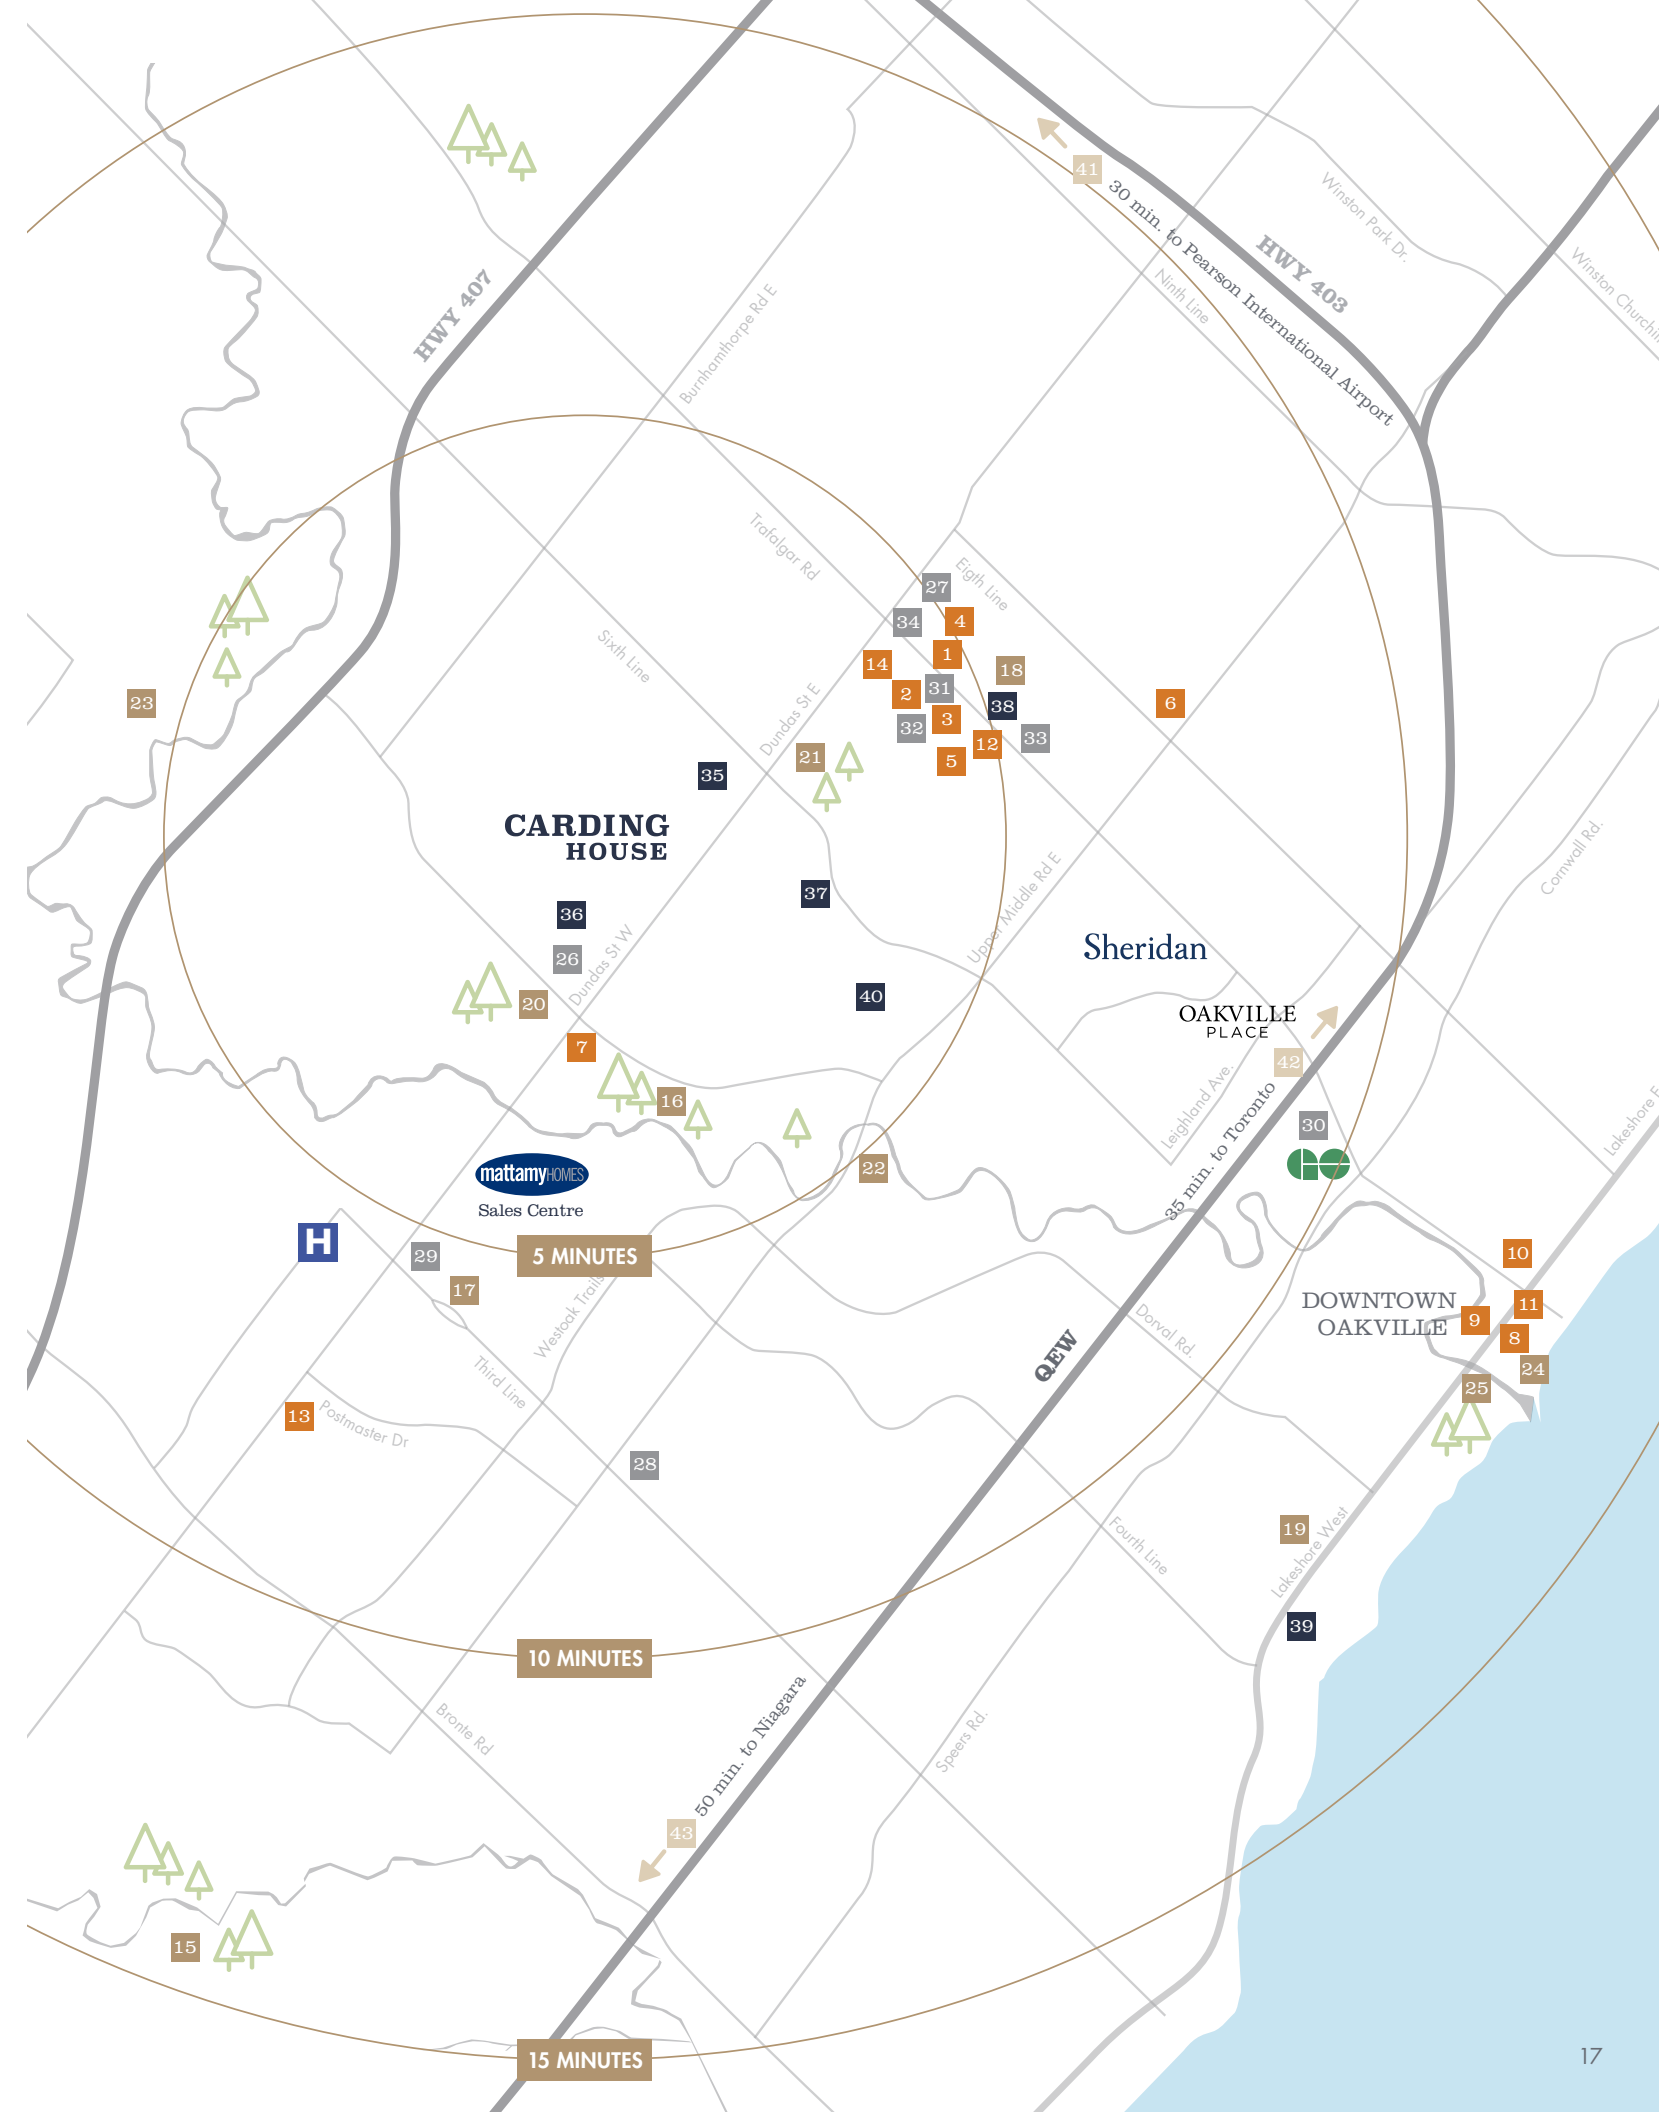 41
30 min. to Pearson International Airport
Winston Park Dr.
HWY 403
Winston Churchill
Ninth Line
HWY 407
Burnhamthorpe Rd E
Trafalgar Rd
Eigth Line
27
34
4
1
14
18
2
31
38
6
3
32
33
12
5
Sixth Line
Dundas St E
23
21
35
CARDING
HOUSE
Cornwall Rd.
37
36
Upper Middle Rd E
26
Dundas St W
Sheridan
40
20
OAKVILLE
PLACE
7
42
16
Leighland Ave.
35 min. to Toronto
30
Lakeshore E
22
mattamyHOMES
Sales Centre
H
29
5 MINUTES
10
17
Westoak Trails
DOWNTOWN
OAKVILLE
11
9
8
Dorval Rd.
QEW
24
25
Third Line
13
Postmaster Dr
28
19
Fourth Line
Lakeshore West
39
10 MINUTES
Bronte Rd
50 min. to Niagara
Speers Rd.
43
15
15 MINUTES
17